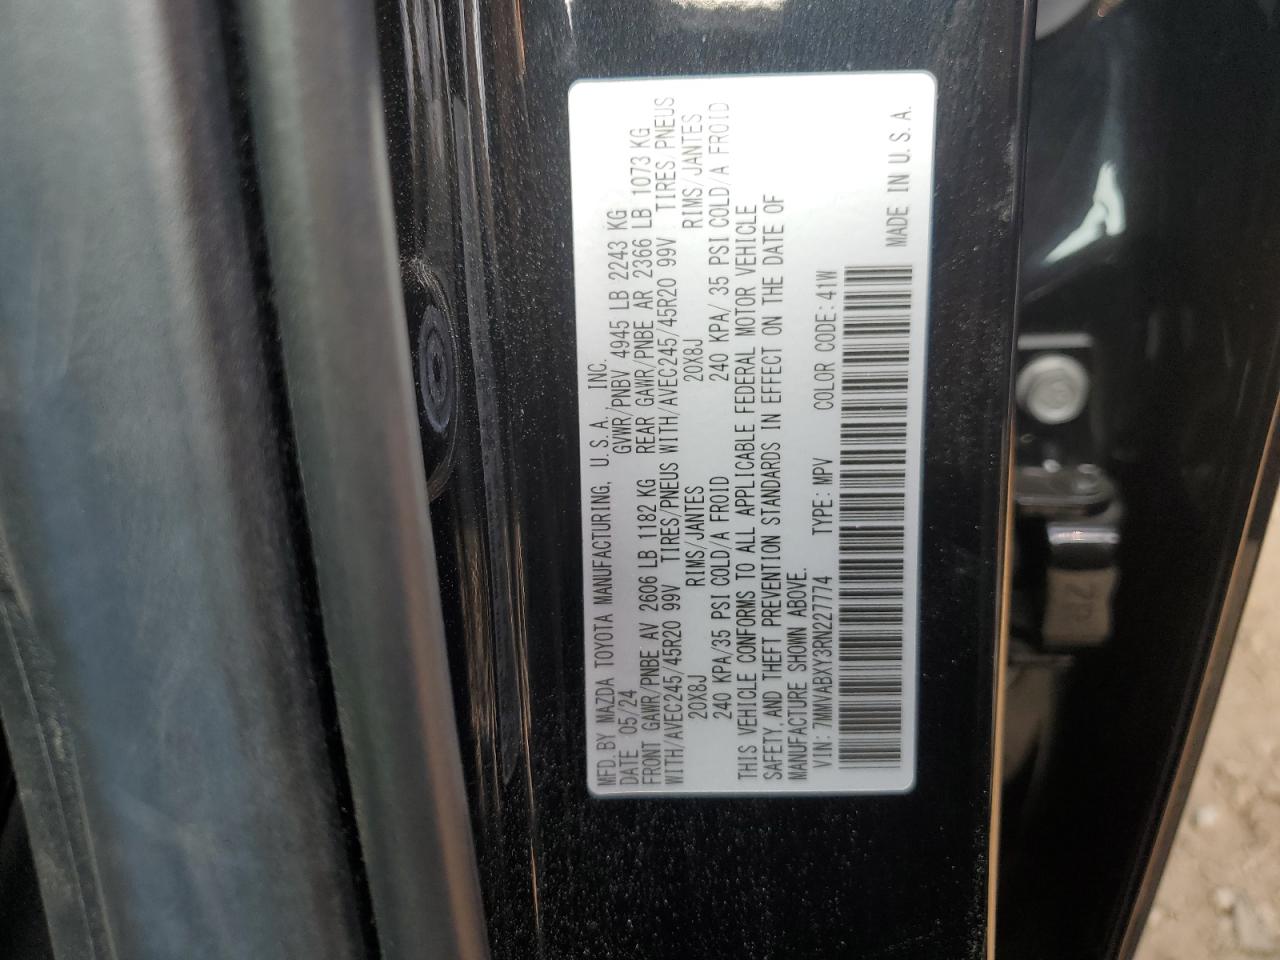 MFD. BY MAZDA TOYOTA MANUFACTURING, U.S.A. INC.
DATE 05/24 GVWR/PNBV 4945 LB 2243 KG
FRONT GAWR/PNBE AV 2606 LB 1182 KG REAR GAWR/PNBE AR 2366 LB 1073 KG
WITH/AVEC245/45R20 99V TIRES/PNEUS WITH/AVEC245/45R20 99V TIRES/PNEUS
20X8J RIMS/JANTES 20X8J RIMS/JANTES
240 KPA/35 PSI COLD/A FROID 240 KPA/ 35 PSI COLD/A FROID
THIS VEHICLE CONFORMS TO ALL APPLICABLE FEDERAL MOTOR VEHICLE
SAFETY AND THEFT PREVENTION STANDARDS IN EFFECT ON THE DATE OF
MANUFACTURE SHOWN ABOVE.
VIN: 7MMVABXY3RN227774 TYPE: MPV COLOR CODE: 41W
MADE IN U.S.A.